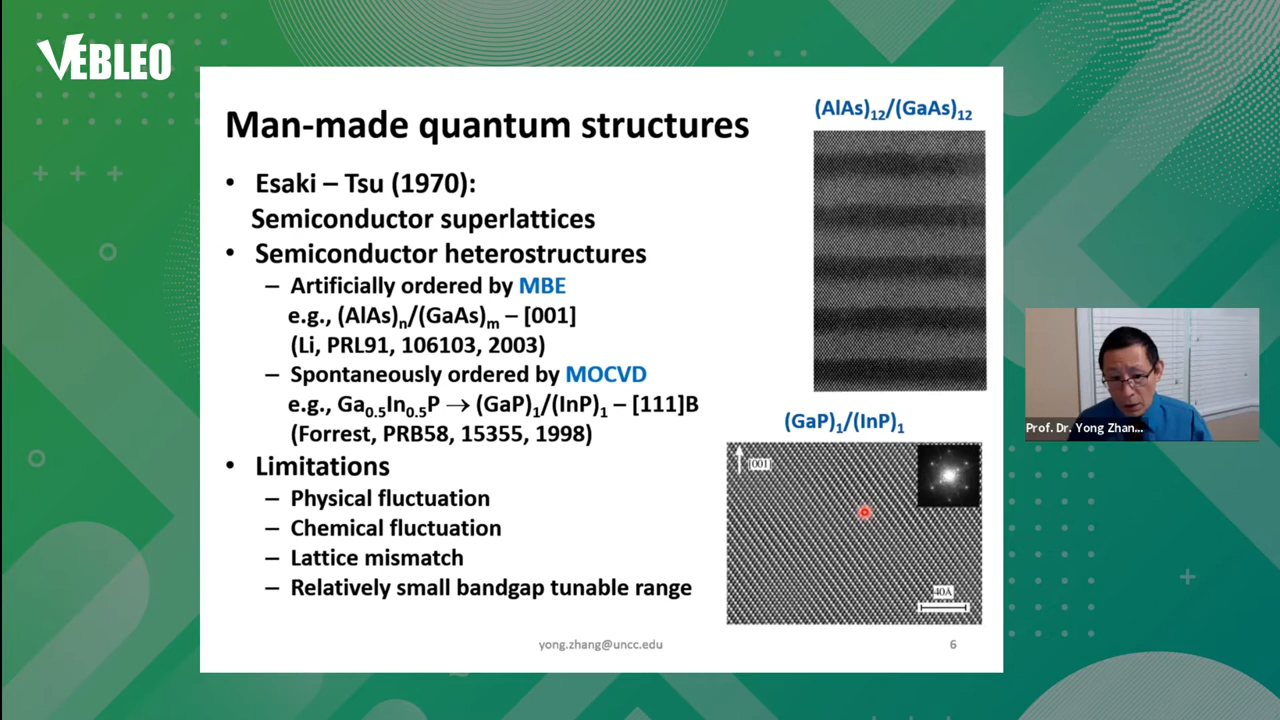 VEBLEO
Man-made quantum structures
• Esaki – Tsu (1970):
Semiconductor superlattices
• Semiconductor heterostructures
– Artificially ordered by MBE
e.g., (AlAs)n/(GaAs)m – [001]
(Li, PRL91, 106103, 2003)
– Spontaneously ordered by MOCVD
e.g., Ga0.5In0.5P → (GaP)1/(InP)1 – [111]B
(Forrest, PRB58, 15355, 1998)
• Limitations
– Physical fluctuation
– Chemical fluctuation
– Lattice mismatch
– Relatively small bandgap tunable range
(AlAs)12/(GaAs)12
(GaP)1/(InP)1
[001]
40Å
yong.zhang@uncc.edu
6
Prof. Dr. Yong Zhan...